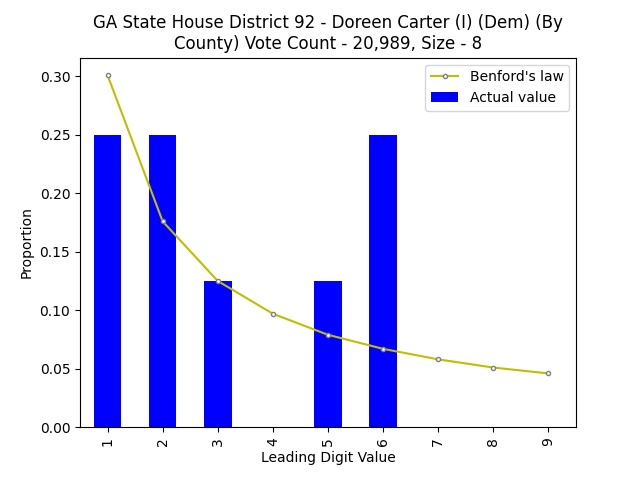 GA State House District 92 - Doreen Carter (I) (Dem) (By
County) Vote Count - 20,989, Size - 8
Benford's law
Actual value
0.30
0.25
0.20
0.15
0.10
0.05
0.00
Proportion
1 2 3 4 5 6 7 8 9
Leading Digit Value